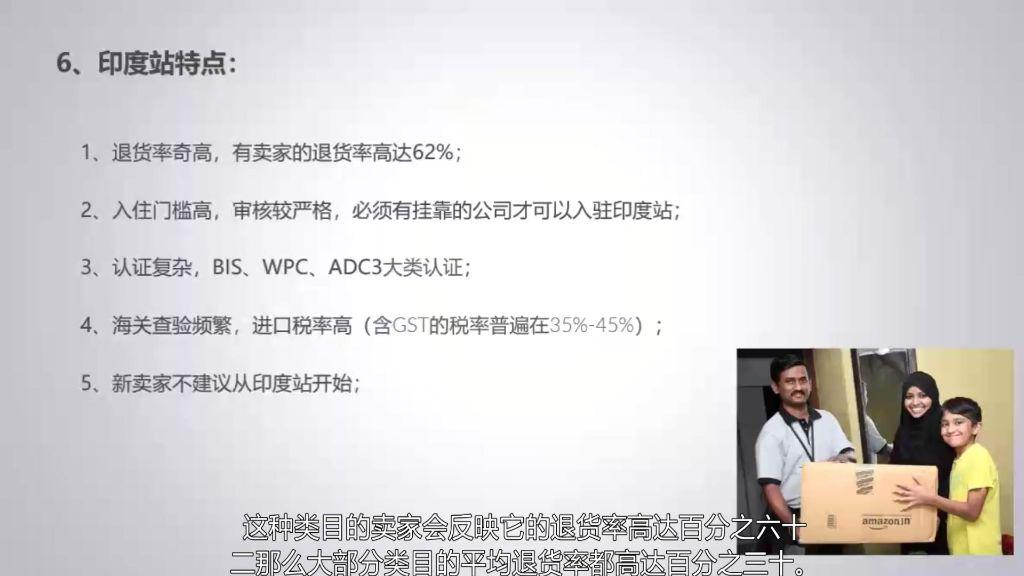 6、印度站特点：
1、退货率奇高，有卖家的退货率高达62%；
2、入住门槛高，审核较严格，必须有挂靠的公司才可以入驻印度站；
3、认证复杂，BIS、WPC、ADC3大类认证；
4、海关查验频繁，进口税率高（含GST的税率普遍在35%-45%）；
5、新卖家不建议从印度站开始；
amazon.in
这种类目的卖家会反映它的退货率高达百分之六十
二那么大部分类目的平均退货率都高达百分之三十。